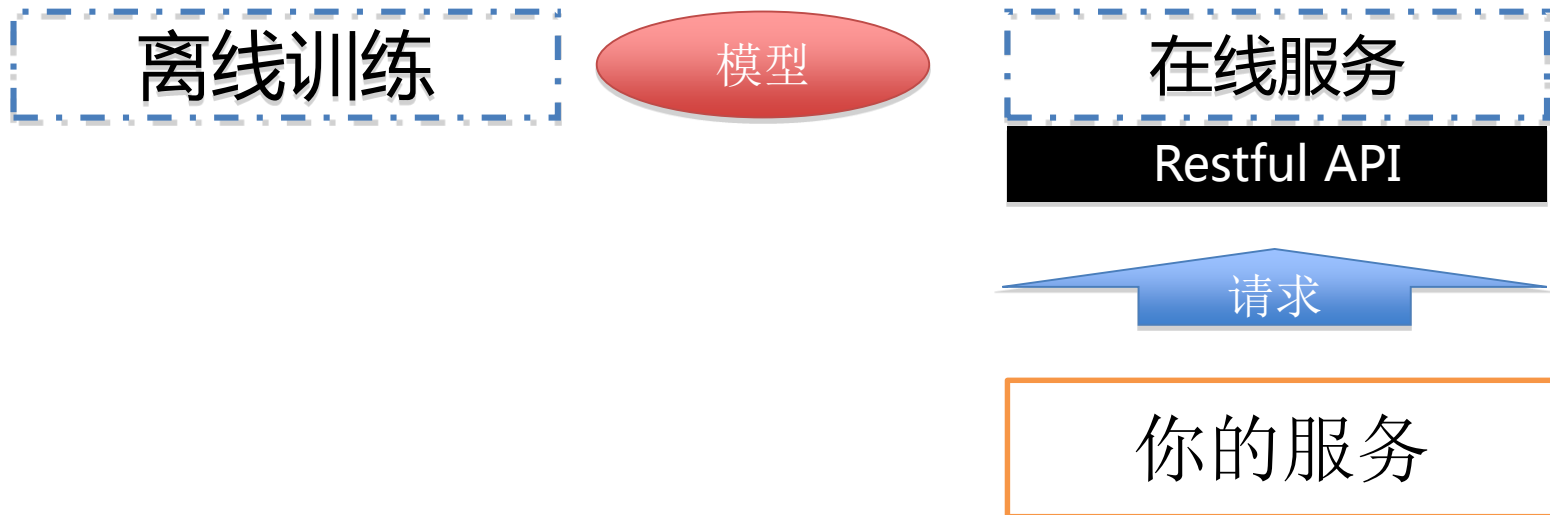 离线训练
模型
在线服务
Restful API
请求
你的服务